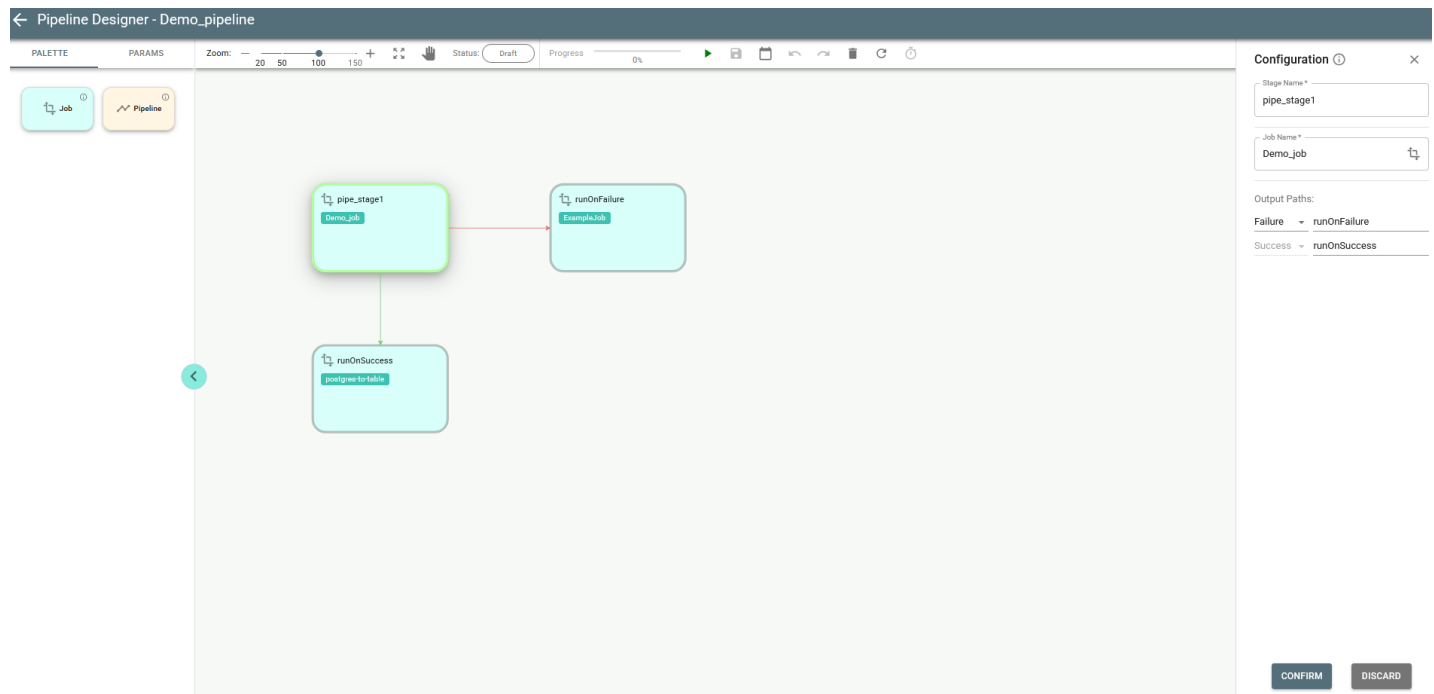 Pipeline Designer - Demo_pipeline
PALETTE PARAMS
Zoom: 20 50 100 150 Status: Draft Progress 0%
Job Pipeline
pipe_stage1
Demo_job
runOnFailure
ExampleJob
runOnSuccess
postgres-to-table
Configuration
Stage Name *
pipe_stage1
Job Name *
Demo_job
Output Paths:
Failure runOnFailure
Success runOnSuccess
CONFIRM DISCARD